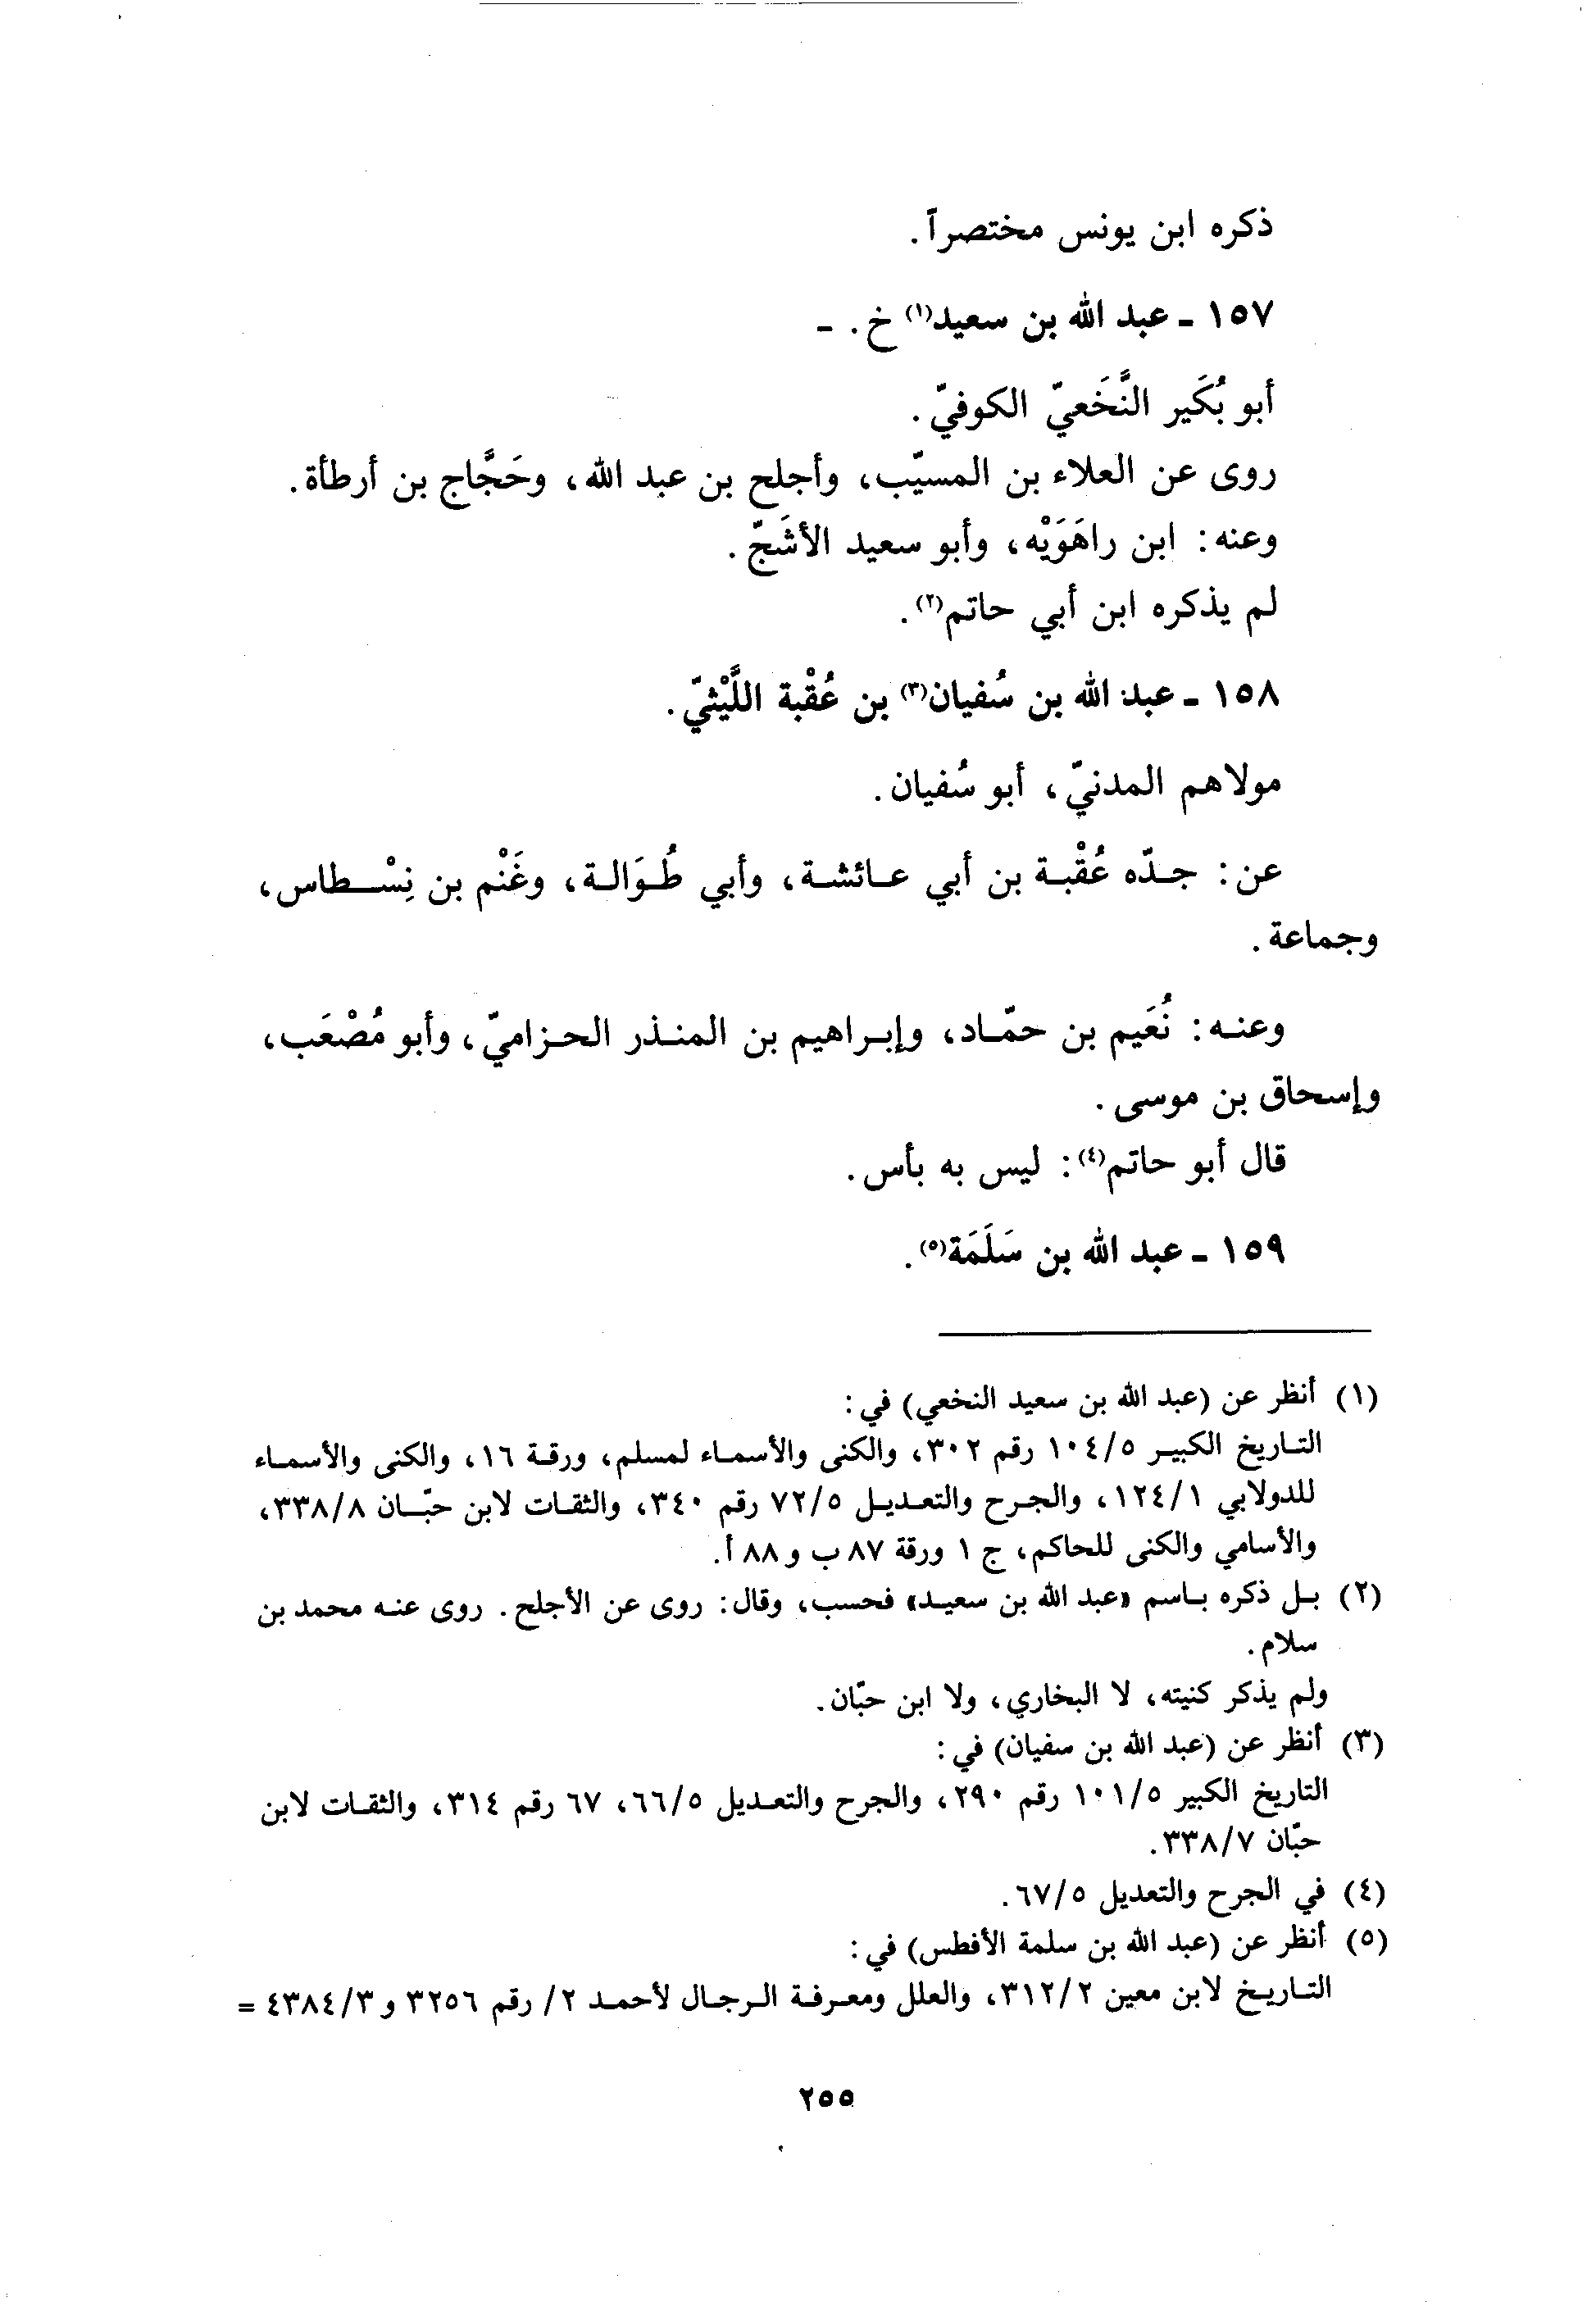 ذكره ابن يونس مختصراً.
١٥٧ - عبد الله بن سعيد(١) خ. -
أبو بُكَير النَّخَعيّ الكوفيّ.
روى عن العلاء بن المسيّب، وأجلح بن عبد الله، وحَجَّاج بن أرطأة.
وعنه: ابن راهَوَيْه، وأبو سعيد الأشَجّ.
لم يذكره ابن أبي حاتم(٢).
١٥٨ - عبد الله بن سُفيان(٣) بن عُقْبة اللَّيْثيّ.
مولاهم المدنيّ، أبو سُفيان.
عن: جدّه عُقْبة بن أبي عائشة، وأبي طُوَالة، وغَنْم بن نِسْطاس،
وجماعة.
وعنه: نُعَيم بن حمّاد، وإبراهيم بن المنذر الحزاميّ، وأبو مُصْعَب،
وإسحاق بن موسى.
قال أبو حاتم(٤): ليس به بأس.
١٥٩ - عبد الله بن سَلَمَة(٥).
(١) أنظر عن (عبد الله بن سعيد النخعي) في:
التاريخ الكبير ١٠٤/٥ رقم ٣٠٢، والكنى والأسماء لمسلم، ورقة ١٦، والكنى والأسماء
للدولابي ١٢٤/١، والجرح والتعديل ٧٢/٥ رقم ٣٤٠، والثقات لابن حبّان ٣٣٨/٨،
والأسامي والكنى للحاكم، ج ١ ورقة ٨٧ ب و ٨٨ أ.
(٢) بل ذكره باسم «عبد الله بن سعيد» فحسب، وقال: روى عن الأجلح. روى عنه محمد بن
سلام.
ولم يذكر كنيته، لا البخاري، ولا ابن حبّان.
(٣) أنظر عن (عبد الله بن سفيان) في:
التاريخ الكبير ١٠١/٥ رقم ٢٩٠، والجرح والتعديل ٦٦/٥، ٦٧ رقم ٣١٤، والثقات لابن
حبّان ٣٣٨/٧.
(٤) في الجرح والتعديل ٦٧/٥.
(٥) أنظر عن (عبد الله بن سلمة الأفطس) في:
التاريخ لابن معين ٣١٢/٢، والعلل ومعرفة الرجال لأحمد ٢/ رقم ٣٢٥٦ و ٤٣٨٤/٣ =
٢٥٥